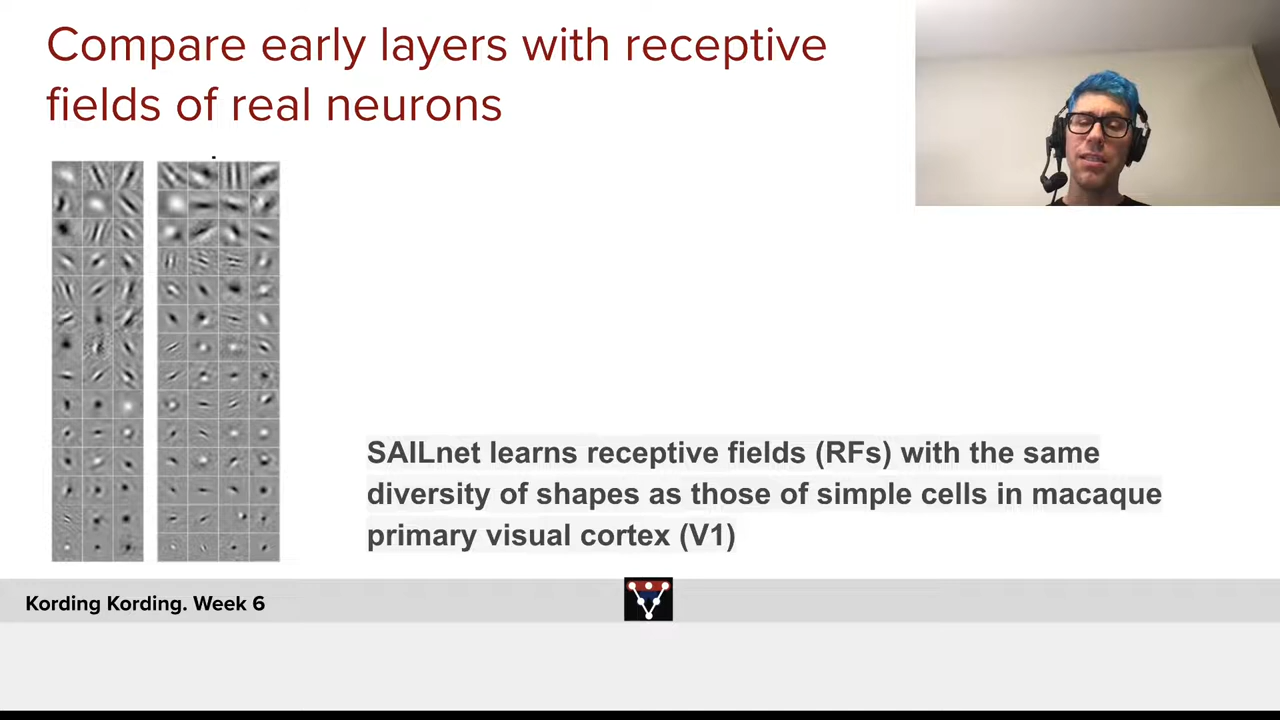 Compare early layers with receptive
fields of real neurons
SAILnet learns receptive fields (RFs) with the same
diversity of shapes as those of simple cells in macaque
primary visual cortex (V1)
Kording Kording. Week 6